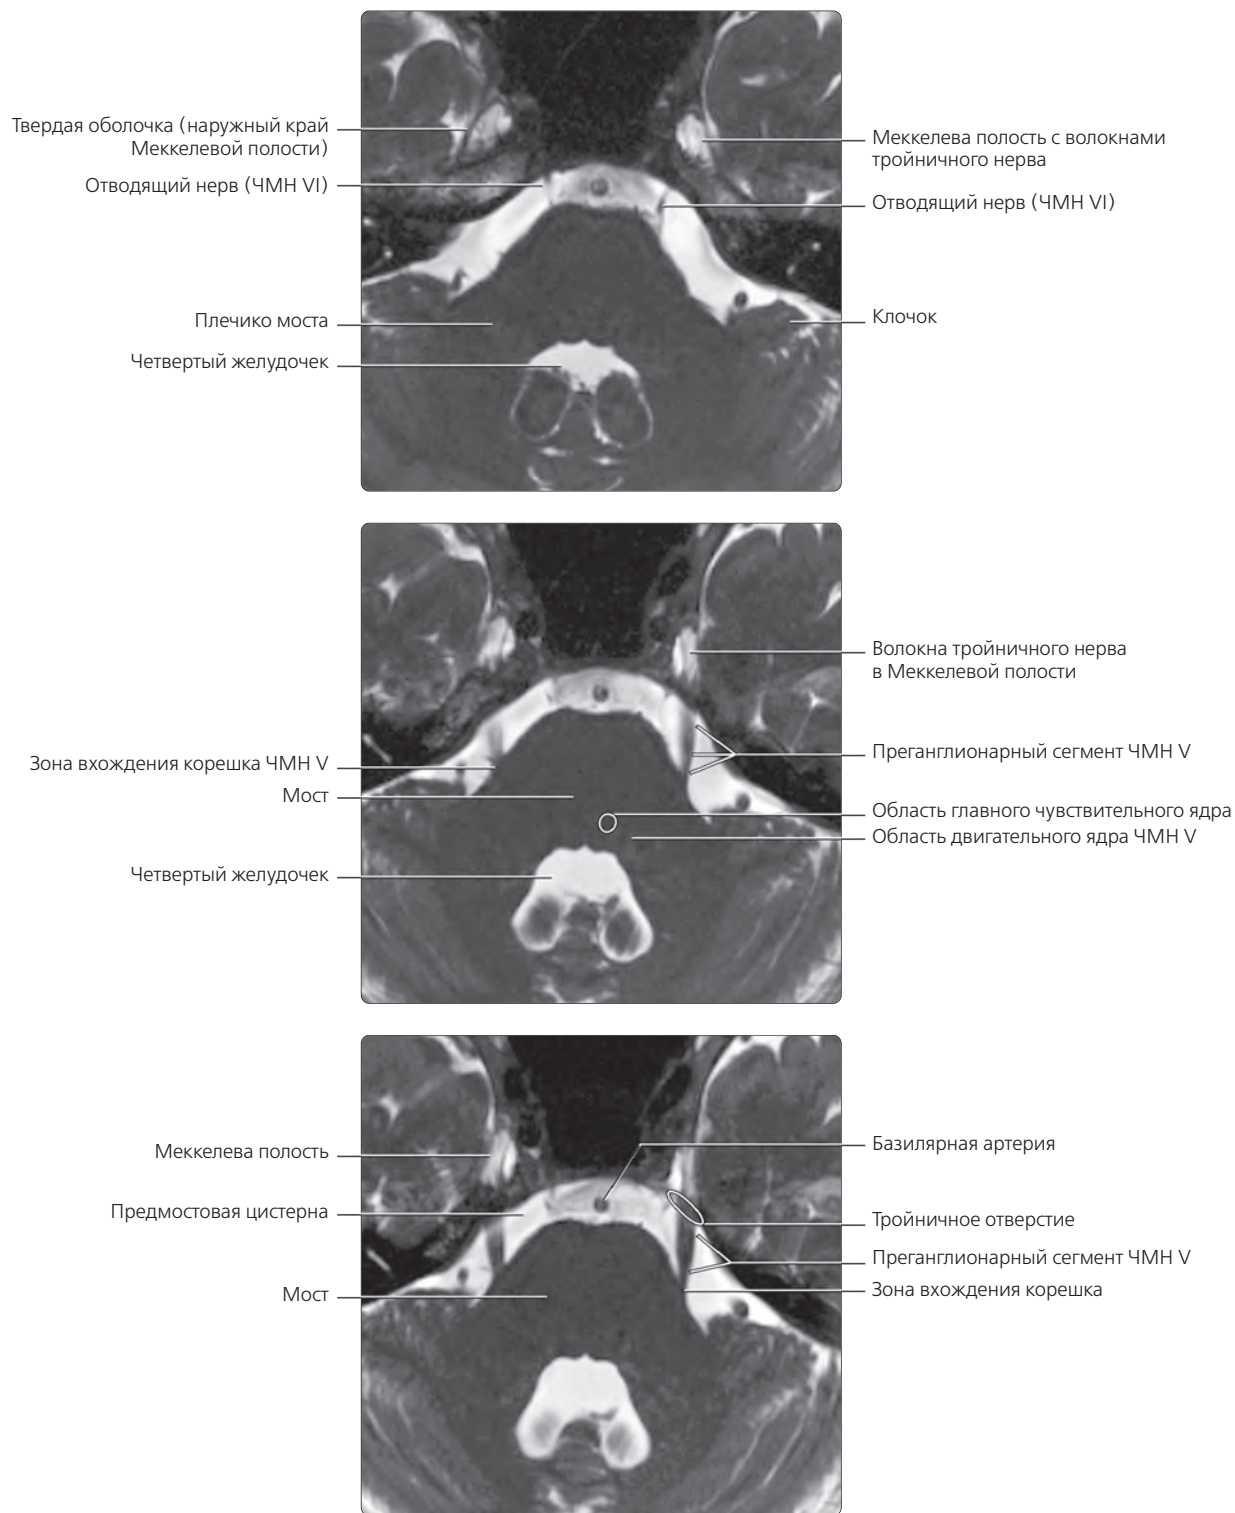 Твердая оболочка (наружный край
Меккелевой полости)
Отводящий нерв (ЧМН VI)
Плечико моста
Четвертый желудочек
Меккелева полость с волокнами
тройничного нерва
Отводящий нерв (ЧМН VI)
Клочок
Зона вхождения корешка ЧМН V
Мост
Четвертый желудочек
Волокна тройничного нерва
в Меккелевой полости
Преганглионарный сегмент ЧМН V
Область главного чувствительного ядра
Область двигательного ядра ЧМН V
Меккелева полость
Предмостовая цистерна
Мост
Базилярная артерия
Тройничное отверстие
Преганглионарный сегмент ЧМН V
Зона вхождения корешка